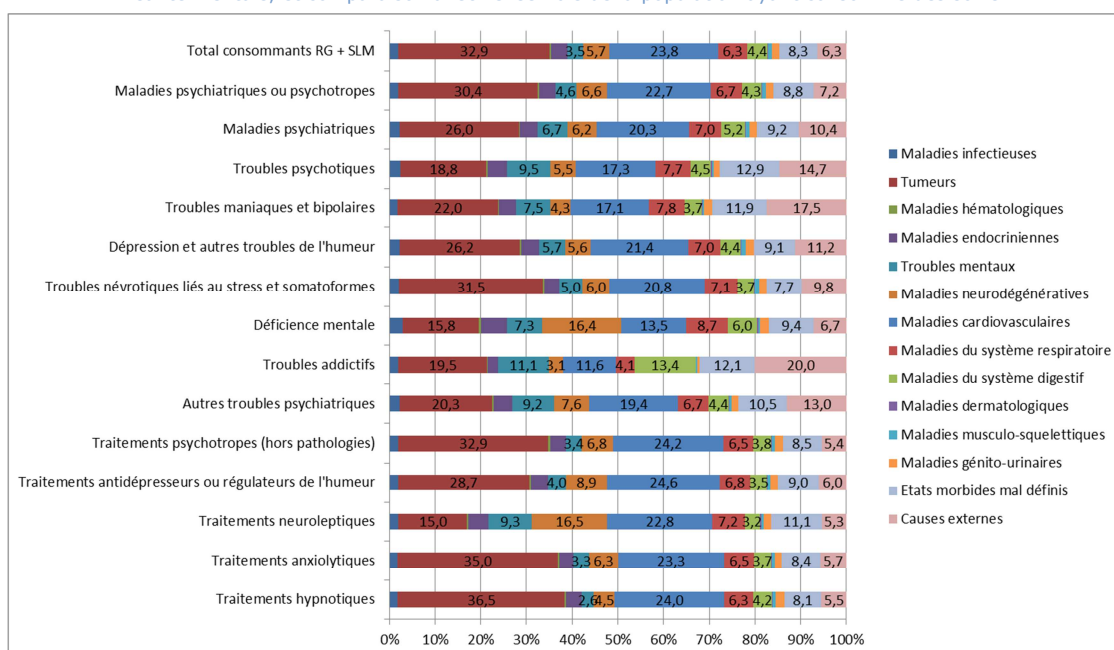 Total consommants RG + SLM 32,9 3,5 5,7 23,8 6,3 4,4 8,3 6,3
Maladies psychiatriques ou psychotropes 30,4 4,6 6,6 22,7 6,7 4,3 8,8 7,2
Maladies psychiatriques 26,0 6,7 6,2 20,3 7,0 5,2 9,2 10,4
Troubles psychotiques 18,8 9,5 5,5 17,3 7,7 4,5 12,9 14,7
Troubles maniaques et bipolaires 22,0 7,5 4,3 17,1 7,8 3,7 11,9 17,5
Dépression et autres troubles de l'humeur 26,2 5,7 5,6 21,4 7,0 4,4 9,1 11,2
Troubles névrotiques liés au stress et somatoformes 31,5 5,0 6,0 20,8 7,1 3,7 7,7 9,8
Déficience mentale 15,8 7,3 16,4 13,5 8,7 6,0 9,4 6,7
Troubles addictifs 19,5 11,1 3,1 11,6 4,1 13,4 12,1 20,0
Autres troubles psychiatriques 20,3 9,2 7,6 19,4 6,7 4,4 10,5 13,0
Traitements psychotropes (hors pathologies) 32,9 3,4 6,8 24,2 6,5 3,8 8,5 5,4
Traitements antidépresseurs ou régulateurs de l'humeur 28,7 4,0 8,9 24,6 6,8 3,5 9,0 6,0
Traitements neuroleptiques 15,0 9,3 16,5 22,8 7,2 3,2 11,1 5,3
Traitements anxiolytiques 35,0 3,3 6,3 23,3 6,5 3,7 8,4 5,7
Traitements hypnotiques 36,5 2,6 4,5 24,0 6,3 4,2 8,1 5,5
0% 10% 20% 30% 40% 50% 60% 70% 80% 90% 100%
Maladies infectieuses
Tumeurs
Maladies hématologiques
Maladies endocriniennes
Troubles mentaux
Maladies neurodégénératives
Maladies cardiovasculaires
Maladies du système respiratoire
Maladies du système digestif
Maladies dermatologiques
Maladies musculo-squelettiques
Maladies génito-urinaires
Etats morbides mal définis
Causes externes